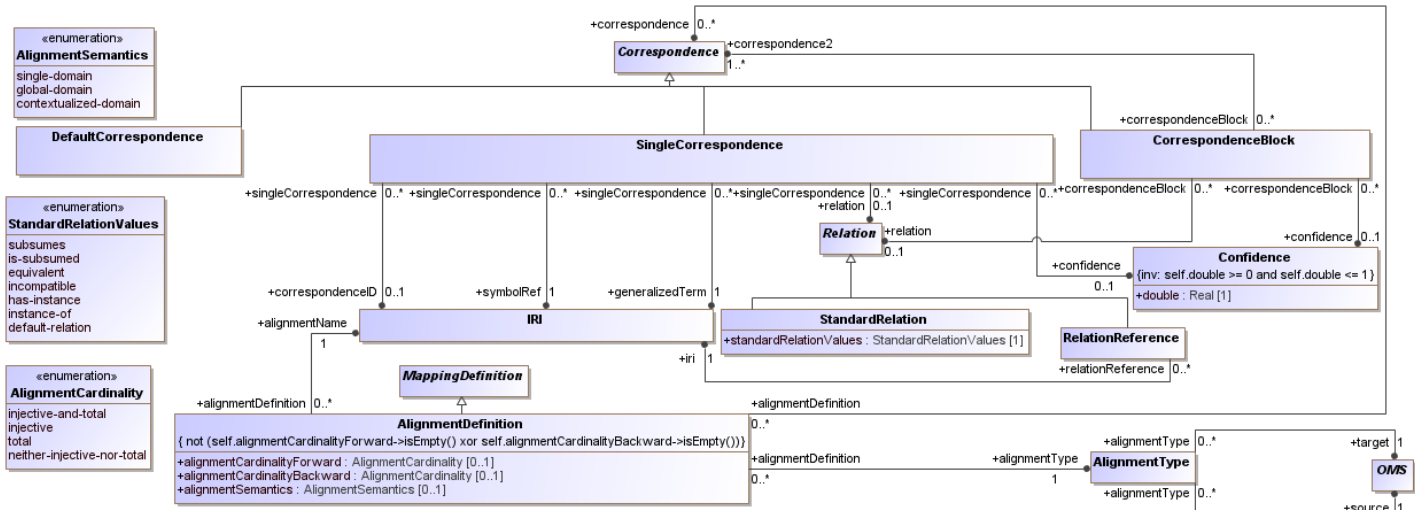 +correspondence 0..*
«enumeration»
AlignmentSemantics
single-domain
global-domain
contextualized-domain
Correspondence
+correspondence2
1..*
+correspondenceBlock 0..*
DefaultCorrespondence
SingleCorrespondence
CorrespondenceBlock
+singleCorrespondence 0..*
+singleCorrespondence 0..*
+singleCorrespondence 0..*
+singleCorrespondence 0..*
+singleCorrespondence 0..*
+correspondenceBlock 0..*
+correspondenceBlock 0..*
«enumeration»
StandardRelationValues
subsumes
is-subsumed
equivalent
incompatible
has-instance
instance-of
default-relation
+relation 0..1
Relation
+relation
0..1
+confidence 0..1
+confidence
0..1
Confidence
{inv: self.double >= 0 and self.double <= 1 }
+double : Real [1]
+correspondenceID 0..1
+symbolRef 1
+generalizedTerm 1
IRI
+alignmentName
1
StandardRelation
+standardRelationValues : StandardRelationValues [1]
RelationReference
+iri 1
+relationReference 0..*
«enumeration»
AlignmentCardinality
injective-and-total
injective
total
neither-injective-nor-total
MappingDefinition
+alignmentDefinition 0..*
AlignmentDefinition
{ not (self.alignmentCardinalityForward->isEmpty() xor self.alignmentCardinalityBackward->isEmpty())}
+alignmentCardinalityForward : AlignmentCardinality [0..1]
+alignmentCardinalityBackward : AlignmentCardinality [0..1]
+alignmentSemantics : AlignmentSemantics [0..1]
+alignmentDefinition
0..*
+alignmentDefinition
0..*
+alignmentType
1
+alignmentType 0..*
AlignmentType
+alignmentType 0..*
+target 1
OMS
+source 1